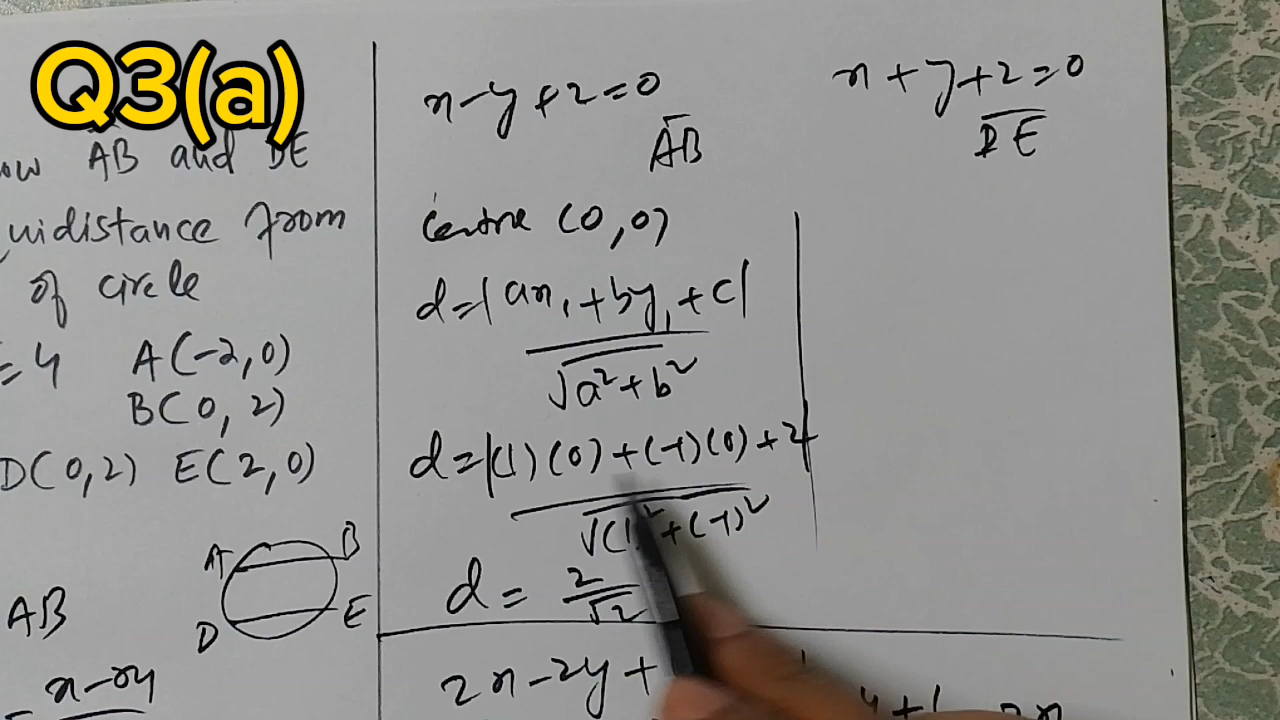 Q3(a)
ow AB and DE
uidistance from
of circle
=4 A(-2,0)
B(0,2)
D(0,2) E(2,0)
A B
D E
AB
x-x1
x-y+2=0
AB
x+y+2=0
DE
centre (0,0)
d=|ax1+by1+c|
√a²+b²
d=|(1)(0)+(-1)(0)+2|
√(1)²+(-1)²
d= 2
√2
2x-2y+